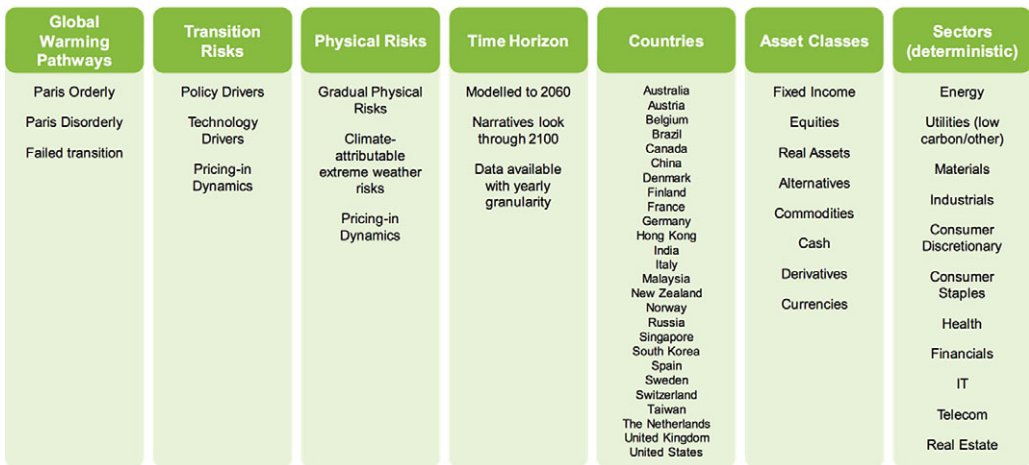 Global
Warming
Pathways
Paris Orderly
Paris Disorderly
Failed transition
Transition
Risks
Policy Drivers
Technology
Drivers
Pricing-in
Dynamics
Physical Risks
Gradual Physical
Risks
Climate-
attributable
extreme weather
risks
Pricing-in
Dynamics
Time Horizon
Modelled to 2060
Narratives look
through 2100
Data available
with yearly
granularity
Countries
Australia
Austria
Belgium
Brazil
Canada
China
Denmark
Finland
France
Germany
Hong Kong
India
Italy
Malaysia
New Zealand
Norway
Russia
Singapore
South Korea
Spain
Sweden
Switzerland
Taiwan
The Netherlands
United Kingdom
United States
Asset Classes
Fixed Income
Equities
Real Assets
Alternatives
Commodities
Cash
Derivatives
Currencies
Sectors
(deterministic)
Energy
Utilities (low
carbon/other)
Materials
Industrials
Consumer
Discretionary
Consumer
Staples
Health
Financials
IT
Telecom
Real Estate